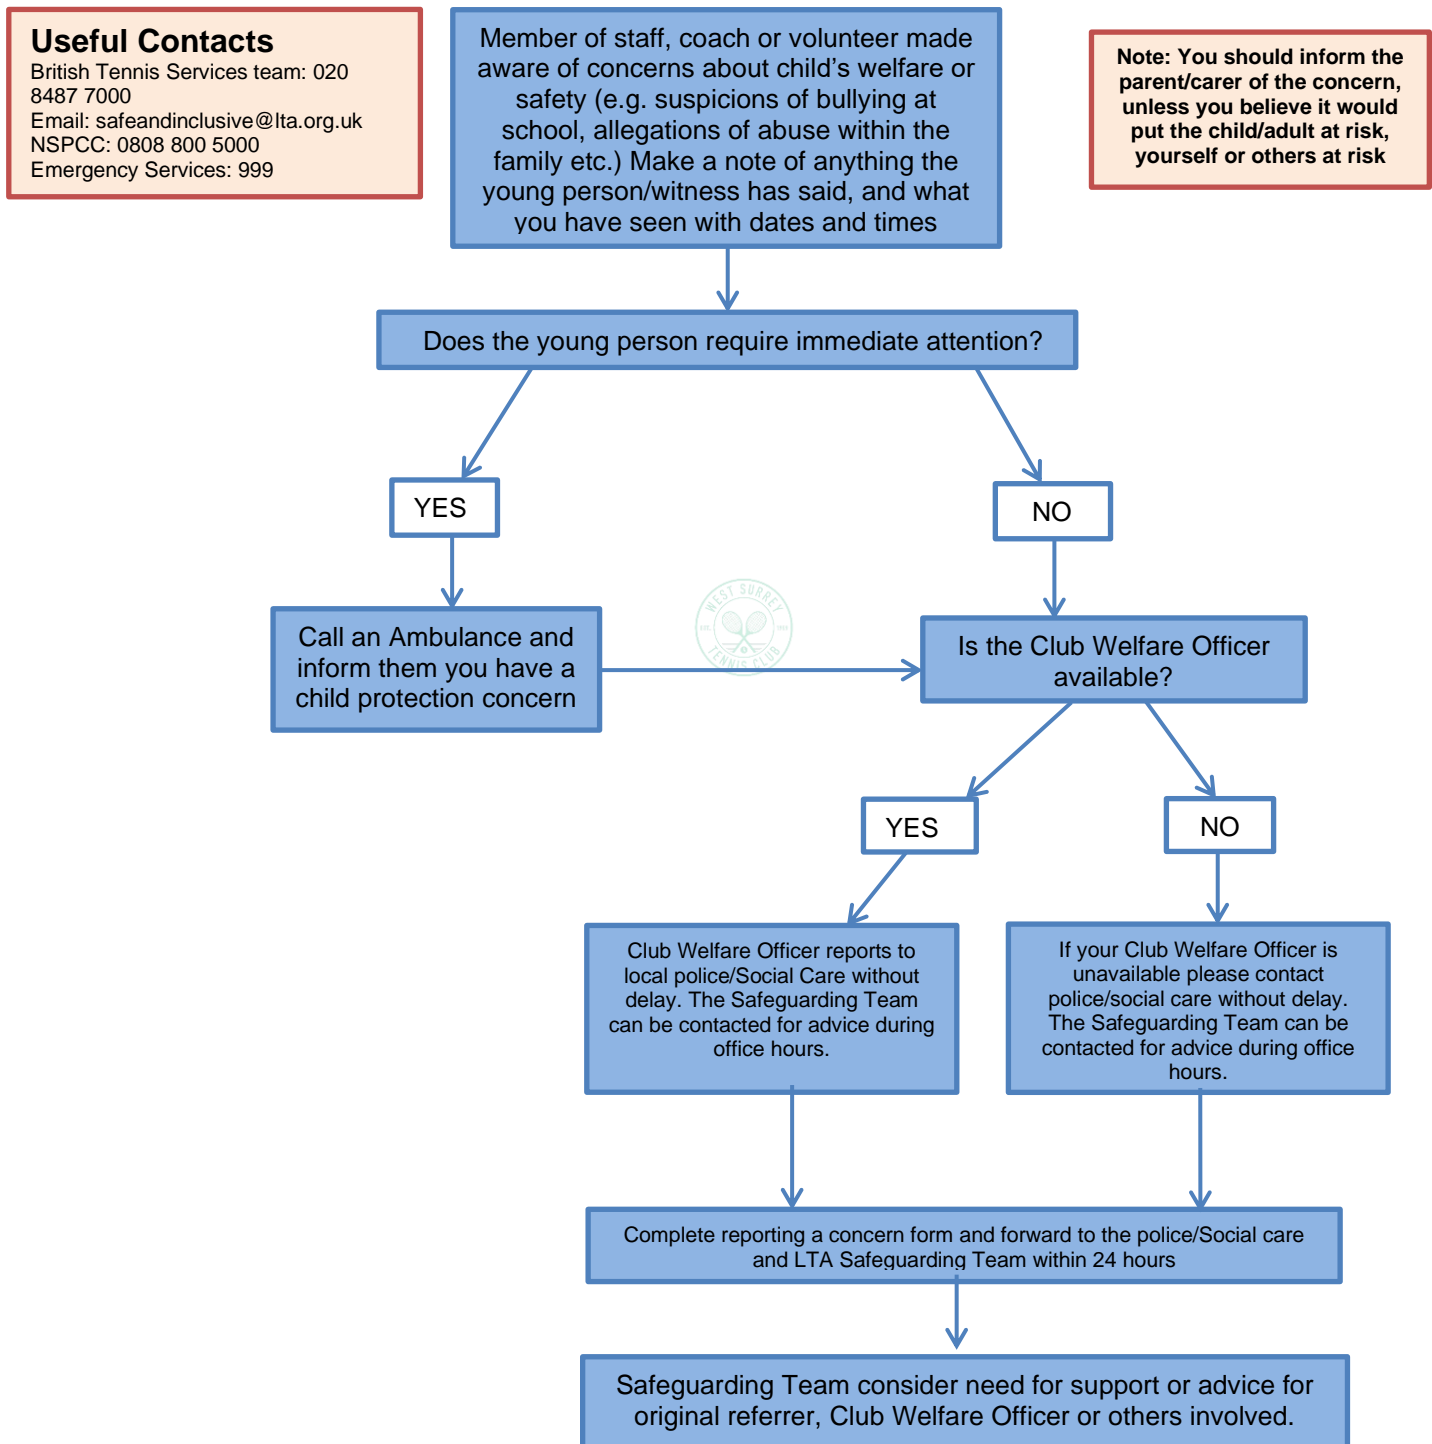 Useful Contacts
British Tennis Services team: 020
8487 7000
Email: safeandinclusive@lta.org.uk
NSPCC: 0808 800 5000
Emergency Services: 999
Member of staff, coach or volunteer made
aware of concerns about child's welfare or
safety (e.g. suspicions of bullying at
school, allegations of abuse within the
family etc.) Make a note of anything the
young person/witness has said, and what
you have seen with dates and times
Note: You should inform the
parent/carer of the concern,
unless you believe it would
put the child/adult at risk,
yourself or others at risk
Does the young person require immediate attention?
YES
NO
Call an Ambulance and
inform them you have a
child protection concern
WEST SURREY
TENNIS CLUB
Is the Club Welfare Officer
available?
YES
NO
Club Welfare Officer reports to
local police/Social Care without
delay. The Safeguarding Team
can be contacted for advice during
office hours.
If your Club Welfare Officer is
unavailable please contact
police/social care without delay.
The Safeguarding Team can be
contacted for advice during office
hours.
Complete reporting a concern form and forward to the police/Social care
and LTA Safeguarding Team within 24 hours
Safeguarding Team consider need for support or advice for
original referrer, Club Welfare Officer or others involved.